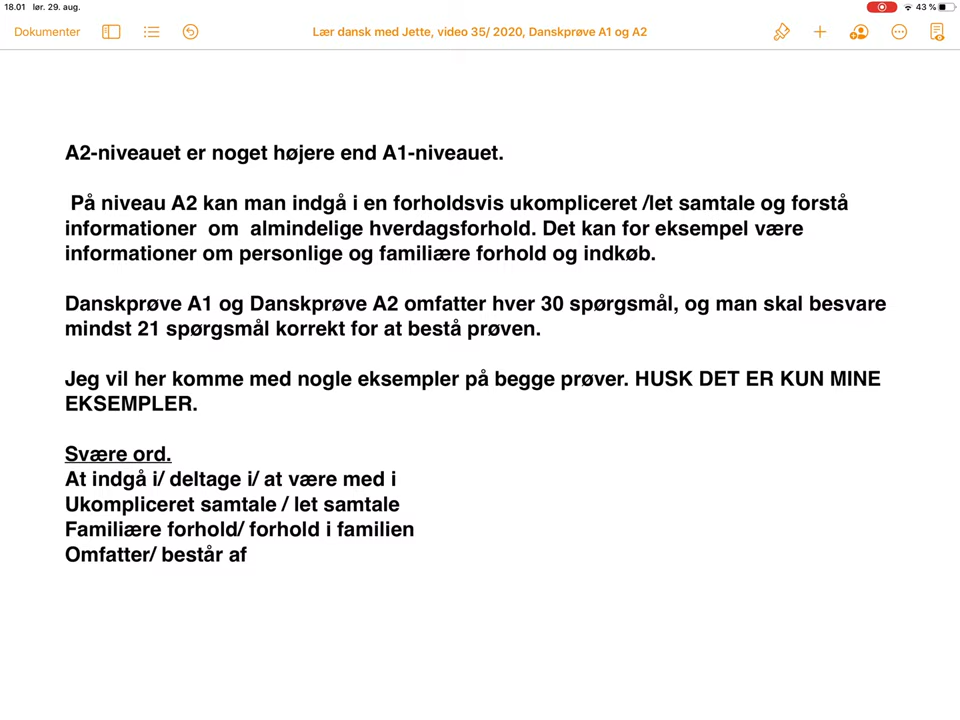 18.01 lør. 29. aug.
43 %
Dokumenter
Lær dansk med Jette, video 35/ 2020, Danskprøve A1 og A2
A2-niveauet er noget højere end A1-niveauet.
På niveau A2 kan man indgå i en forholdsvis ukompliceret /let samtale og forstå
informationer om almindelige hverdagsforhold. Det kan for eksempel være
informationer om personlige og familiære forhold og indkøb.
Danskprøve A1 og Danskprøve A2 omfatter hver 30 spørgsmål, og man skal besvare
mindst 21 spørgsmål korrekt for at bestå prøven.
Jeg vil her komme med nogle eksempler på begge prøver. HUSK DET ER KUN MINE
EKSEMPLER.
Svære ord.
At indgå i/ deltage i/ at være med i
Ukompliceret samtale / let samtale
Familiære forhold/ forhold i familien
Omfatter/ består af